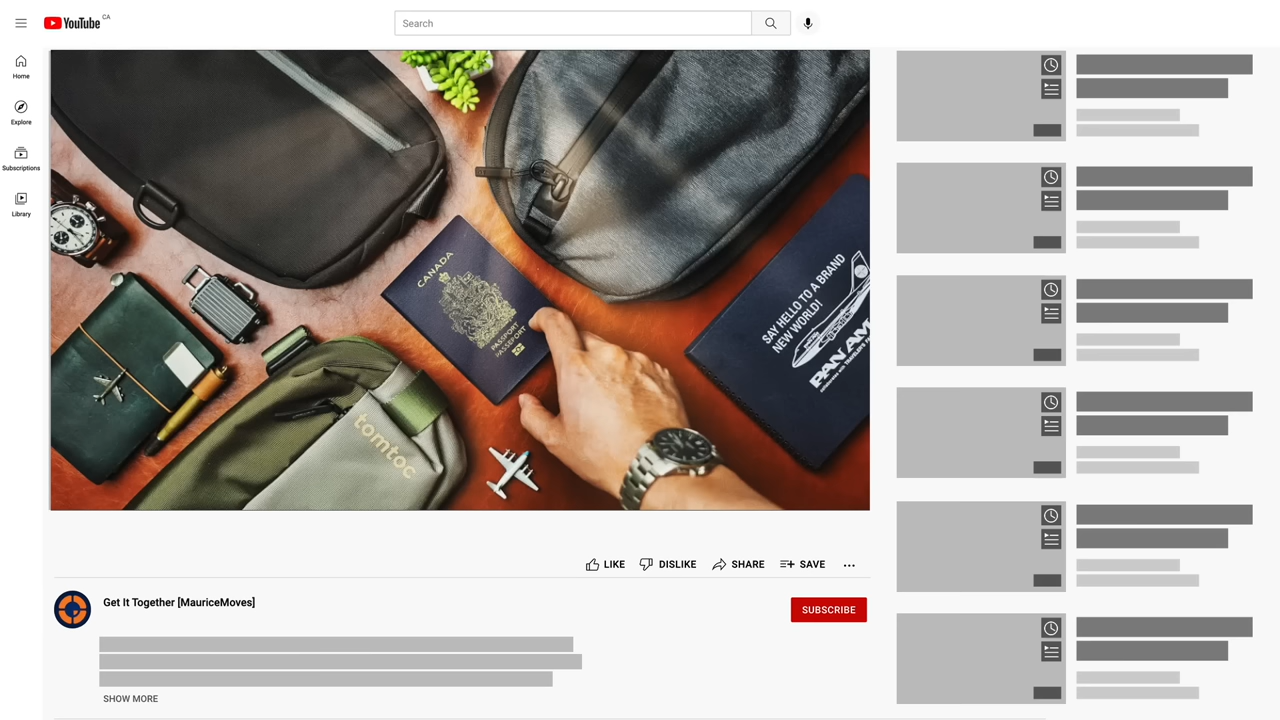 YouTube CA
Search
Home
Explore
Subscriptions
Library
CANADA
PASSPORT
PASSEPORT
SAY HELLO TO A BRAND
NEW WORLD!
PAN AM
tomtoc
LIKE
DISLIKE
SHARE
SAVE
Get It Together [MauriceMoves]
SUBSCRIBE
SHOW MORE